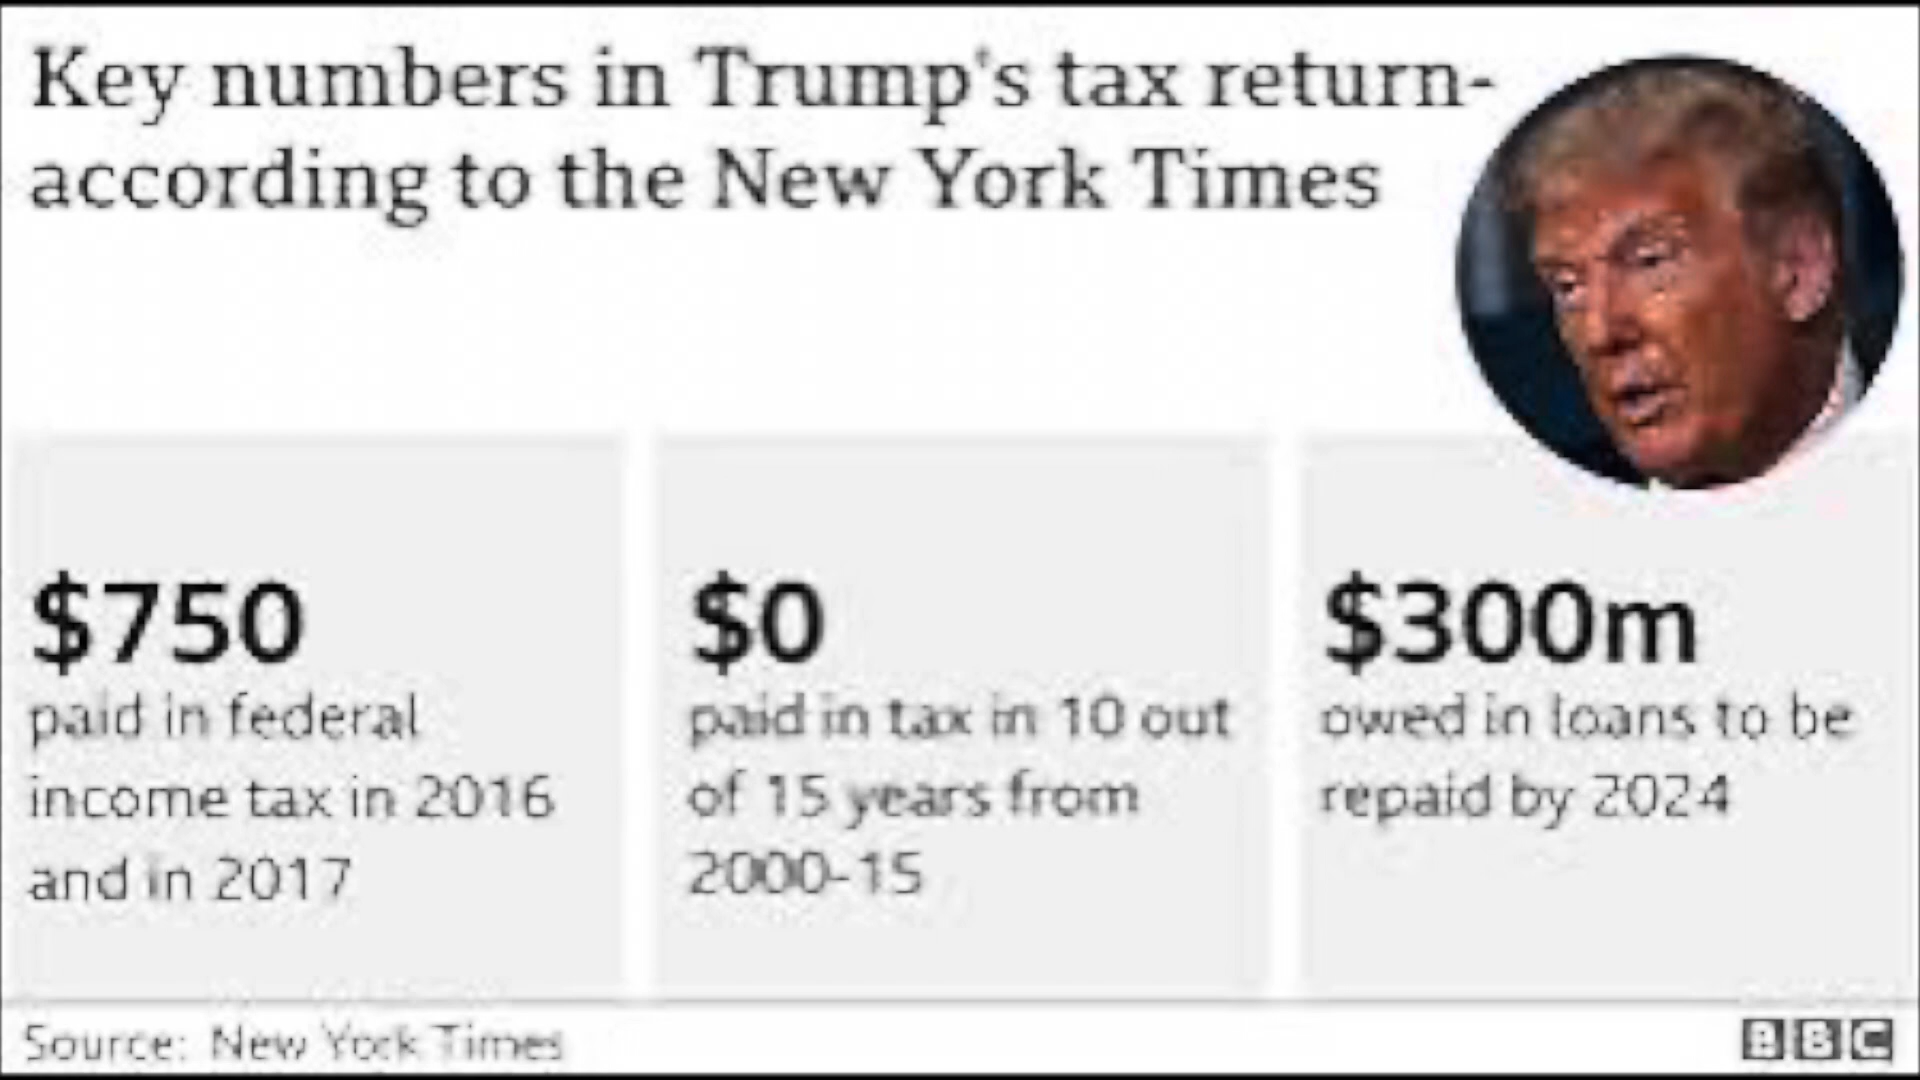 Key numbers in Trump's tax return-
according to the New York Times
$750
paid in federal
income tax in 2016
and in 2017
$0
paid in tax in 10 out
of 15 years from
2000-15
$300m
owed in loans to be
repaid by 2024
Source: New York Times
BBC